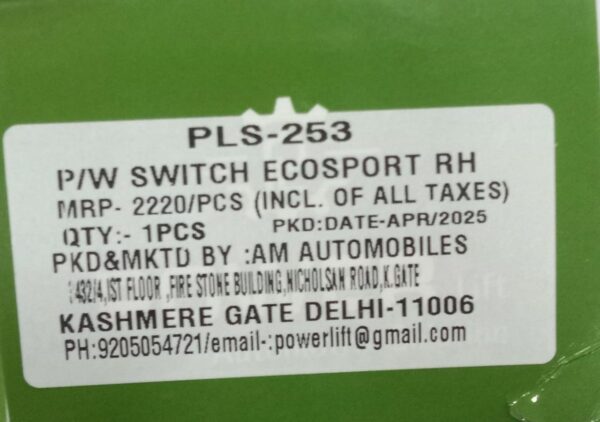 PLS-253
P/W SWITCH ECOSPORT RH
MRP- 2220/PCS (INCL. OF ALL TAXES)
QTY:- 1PCS PKD:DATE-APR/2025
PKD&MKTD BY :AM AUTOMOBILES
1432/4,IST FLOOR ,FIRE STONE BUILDING,NICHOLSAN ROAD,K.GATE
KASHMERE GATE DELHI-11006
PH:9205054721/email-:powerlift@gmail.com